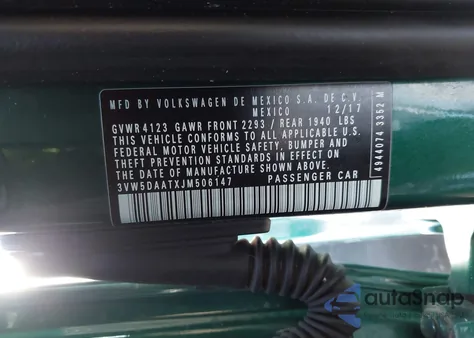 MFD BY VOLKSWAGEN DE MEXICO S.A. DE C.V.
MEXICO 12/17
GVWR 4123 GAWR FRONT 2293 / REAR 1940 LBS
THIS VEHICLE CONFORMS TO ALL APPLICABLE
FEDERAL MOTOR VEHICLE SAFETY, BUMPER AND
THEFT PREVENTION STANDARDS IN EFFECT ON
THE DATE OF MANUFACTURE SHOWN ABOVE.
3VW5DAATXJM506147 PASSENGER CAR
4944074 3352 M
autosnap